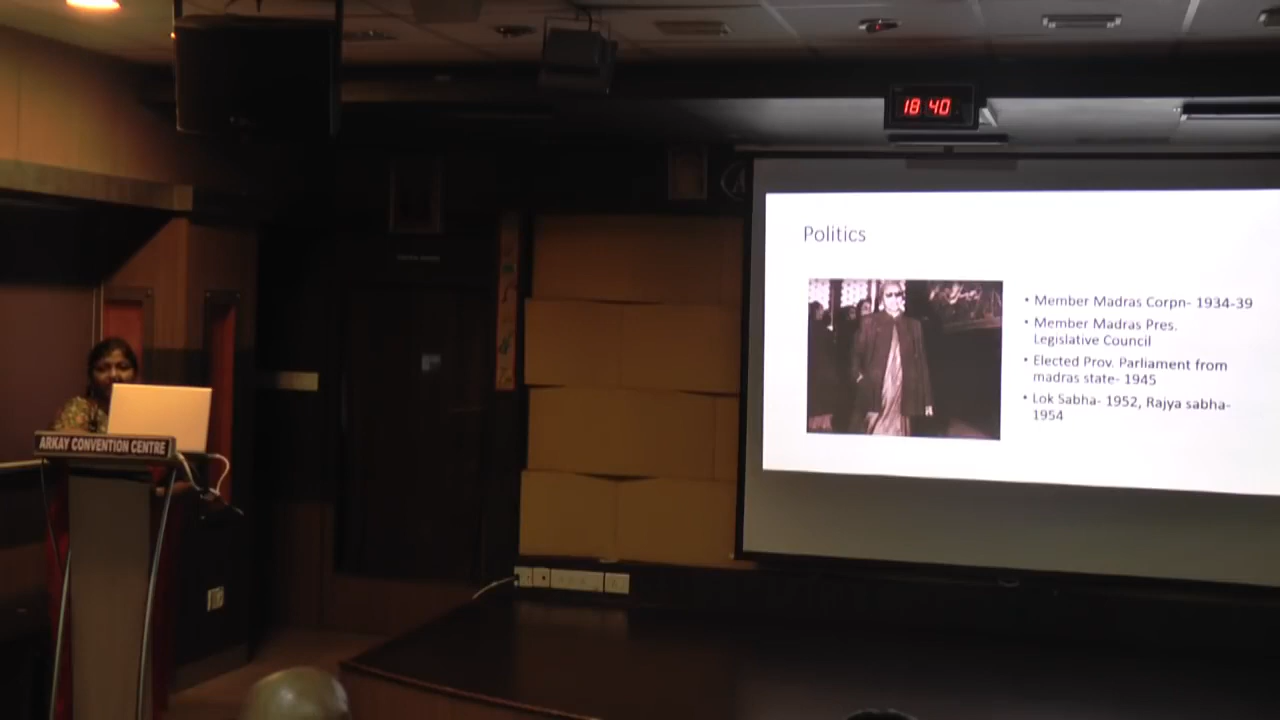 18 40
Politics
• Member Madras Corpn- 1934-39
• Member Madras Pres.
Legislative Council
• Elected Prov. Parliament from
madras state- 1945
• Lok Sabha- 1952, Rajya sabha-
1954
ARKAY CONVENTION CENTRE